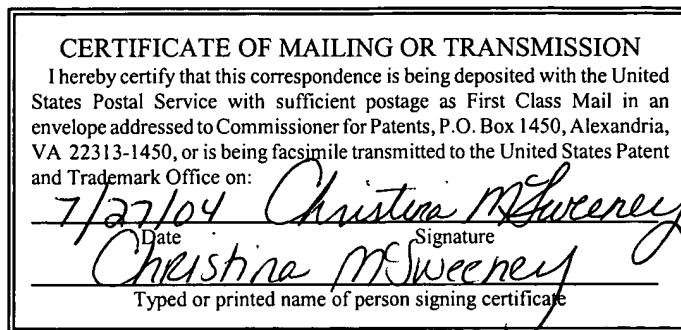 CERTIFICATE OF MAILING OR TRANSMISSION
I hereby certify that this correspondence is being deposited with the United
States Postal Service with sufficient postage as First Class Mail in an
envelope addressed to Commissioner for Patents, P.O. Box 1450, Alexandria,
VA 22313-1450, or is being facsimile transmitted to the United States Patent
and Trademark Office on:
7/27/04 Christina McSweeney
Date Signature
Christina McSweeney
Typed or printed name of person signing certificate